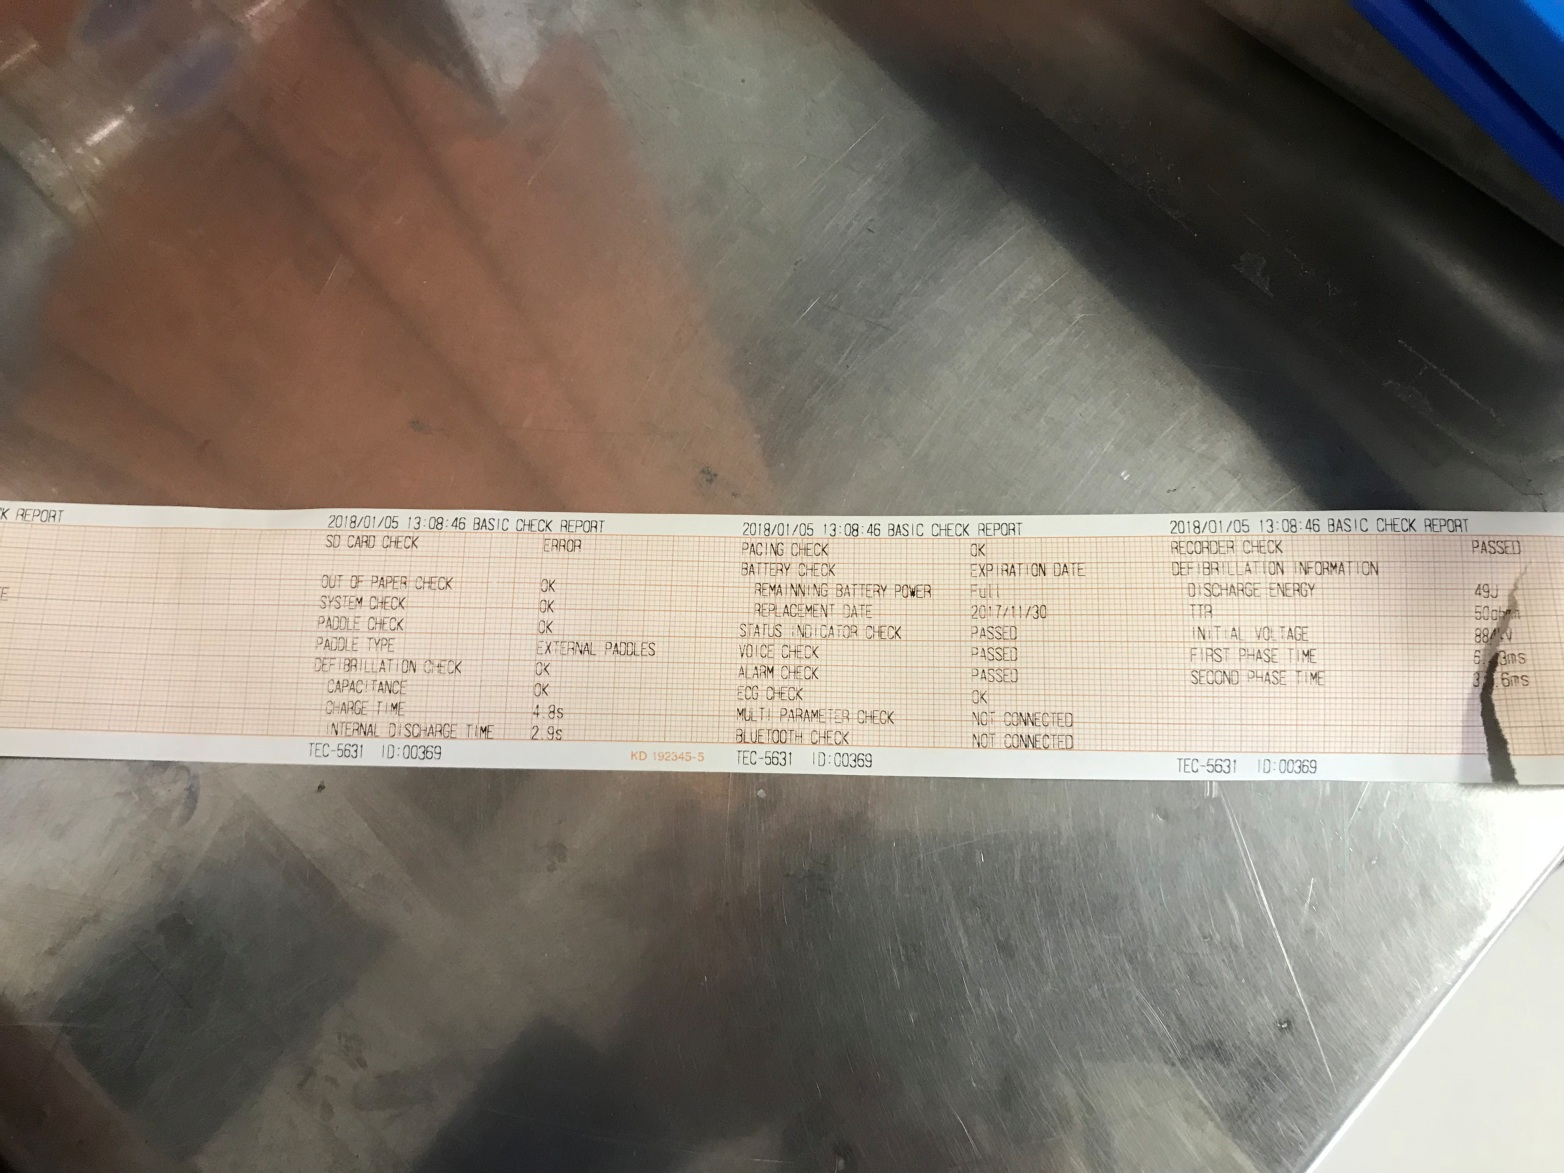 CK REPORT
E
2018/01/05 13:08:46 BASIC CHECK REPORT
SD CARD CHECK ERROR
OUT OF PAPER CHECK OK
SYSTEM CHECK OK
PADDLE CHECK OK
PADDLE TYPE EXTERNAL PADDLES
DEFIBRILLATION CHECK OK
CAPACITANCE OK
CHARGE TIME 4.8s
INTERNAL DISCHARGE TIME 2.9s
TEC-5631 ID:00369
KD 192345-5
2018/01/05 13:08:46 BASIC CHECK REPORT
PACING CHECK OK
BATTERY CHECK EXPIRATION DATE
REMAINNING BATTERY POWER Full
REPLACEMENT DATE 2017/11/30
STATUS INDICATOR CHECK PASSED
VOICE CHECK PASSED
ALARM CHECK PASSED
ECG CHECK OK
MULTI PARAMETER CHECK NOT CONNECTED
BLUETOOTH CHECK NOT CONNECTED
TEC-5631 ID:00369
2018/01/05 13:08:46 BASIC CHECK REPORT
RECORDER CHECK PASSED
DEFIBRILLATION INFORMATION
DISCHARGE ENERGY 49J
TTR 50ohm
INITIAL VOLTAGE
FIRST PHASE TIME
SECOND PHASE TIME
TEC-5631 ID:00369